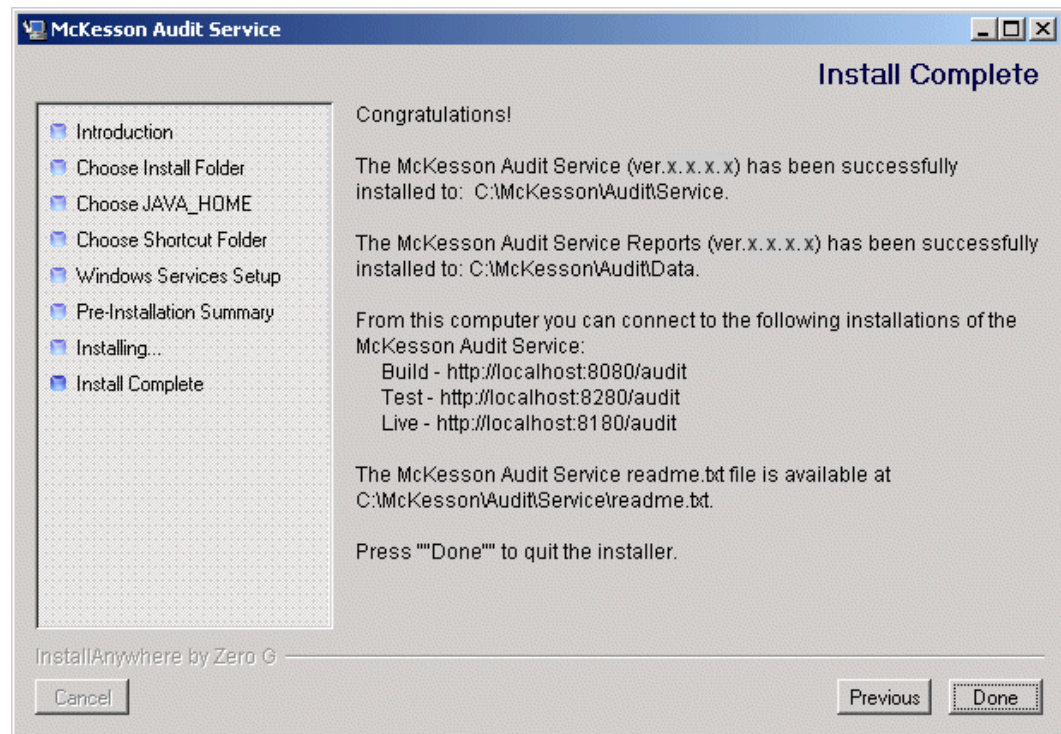 McKesson Audit Service
Install Complete
Introduction
Choose Install Folder
Choose JAVA_HOME
Choose Shortcut Folder
Windows Services Setup
Pre-Installation Summary
Installing...
Install Complete
Congratulations!
The McKesson Audit Service (ver.x.x.x.x) has been successfully
installed to:  C:\McKesson\Audit\Service.
The McKesson Audit Service Reports (ver.x.x.x.x) has been successfully
installed to: C:\McKesson\Audit\Data.
From this computer you can connect to the following installations of the
McKesson Audit Service:
Build - http://localhost:8080/audit
Test - http://localhost:8280/audit
Live - http://localhost:8180/audit
The McKesson Audit Service readme.txt file is available at
C:\McKesson\Audit\Service\readme.txt.
Press ""Done"" to quit the installer.
InstallAnywhere by Zero G
Cancel
Previous
Done